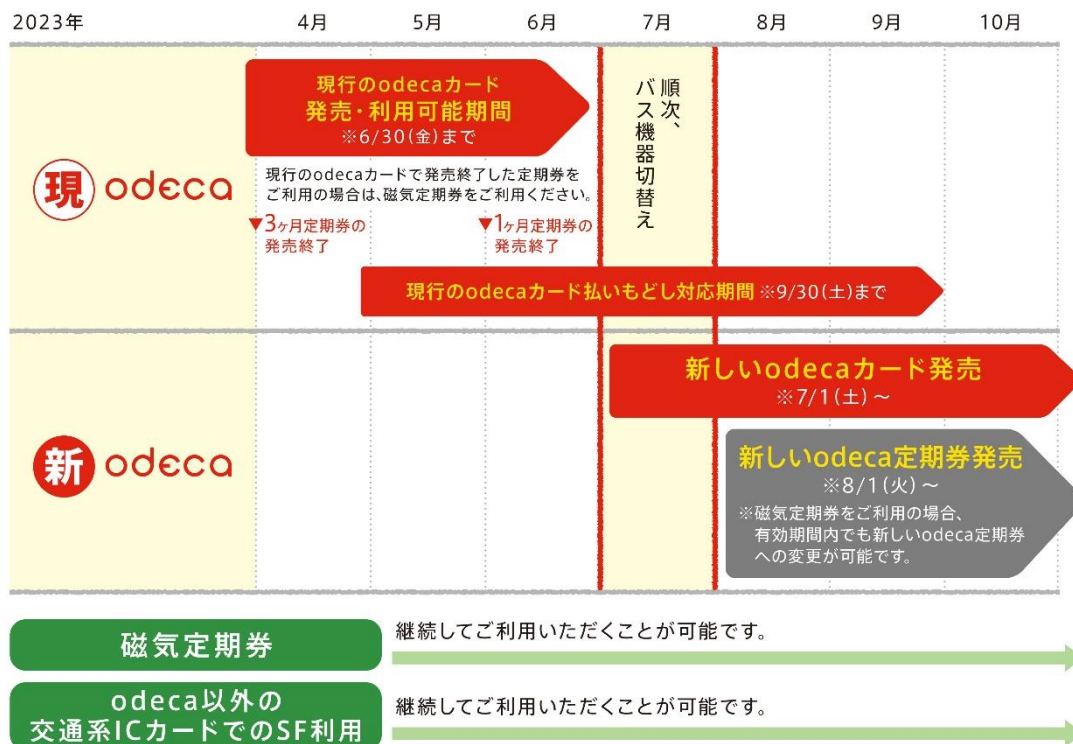 2023年 4月 5月 6月 7月 8月 9月 10月
現 odeca
現行のodecaカード
発売・利用可能期間
※6/30(金)まで
現行のodecaカードで発売終了した定期券を
ご利用の場合は、磁気定期券をご利用ください。
▼3ヶ月定期券の
発売終了
▼1ヶ月定期券の
発売終了
順次、
バス機器切替え
現行のodecaカード払いもどし対応期間 ※9/30(土)まで
新 odeca
新しいodecaカード発売
※7/1(土)～
新しいodeca定期券発売
※8/1(火)～
※磁気定期券をご利用の場合、
有効期間内でも新しいodeca定期券
への変更が可能です。
磁気定期券
継続してご利用いただくことが可能です。
odeca以外の
交通系ICカードでのSF利用
継続してご利用いただくことが可能です。